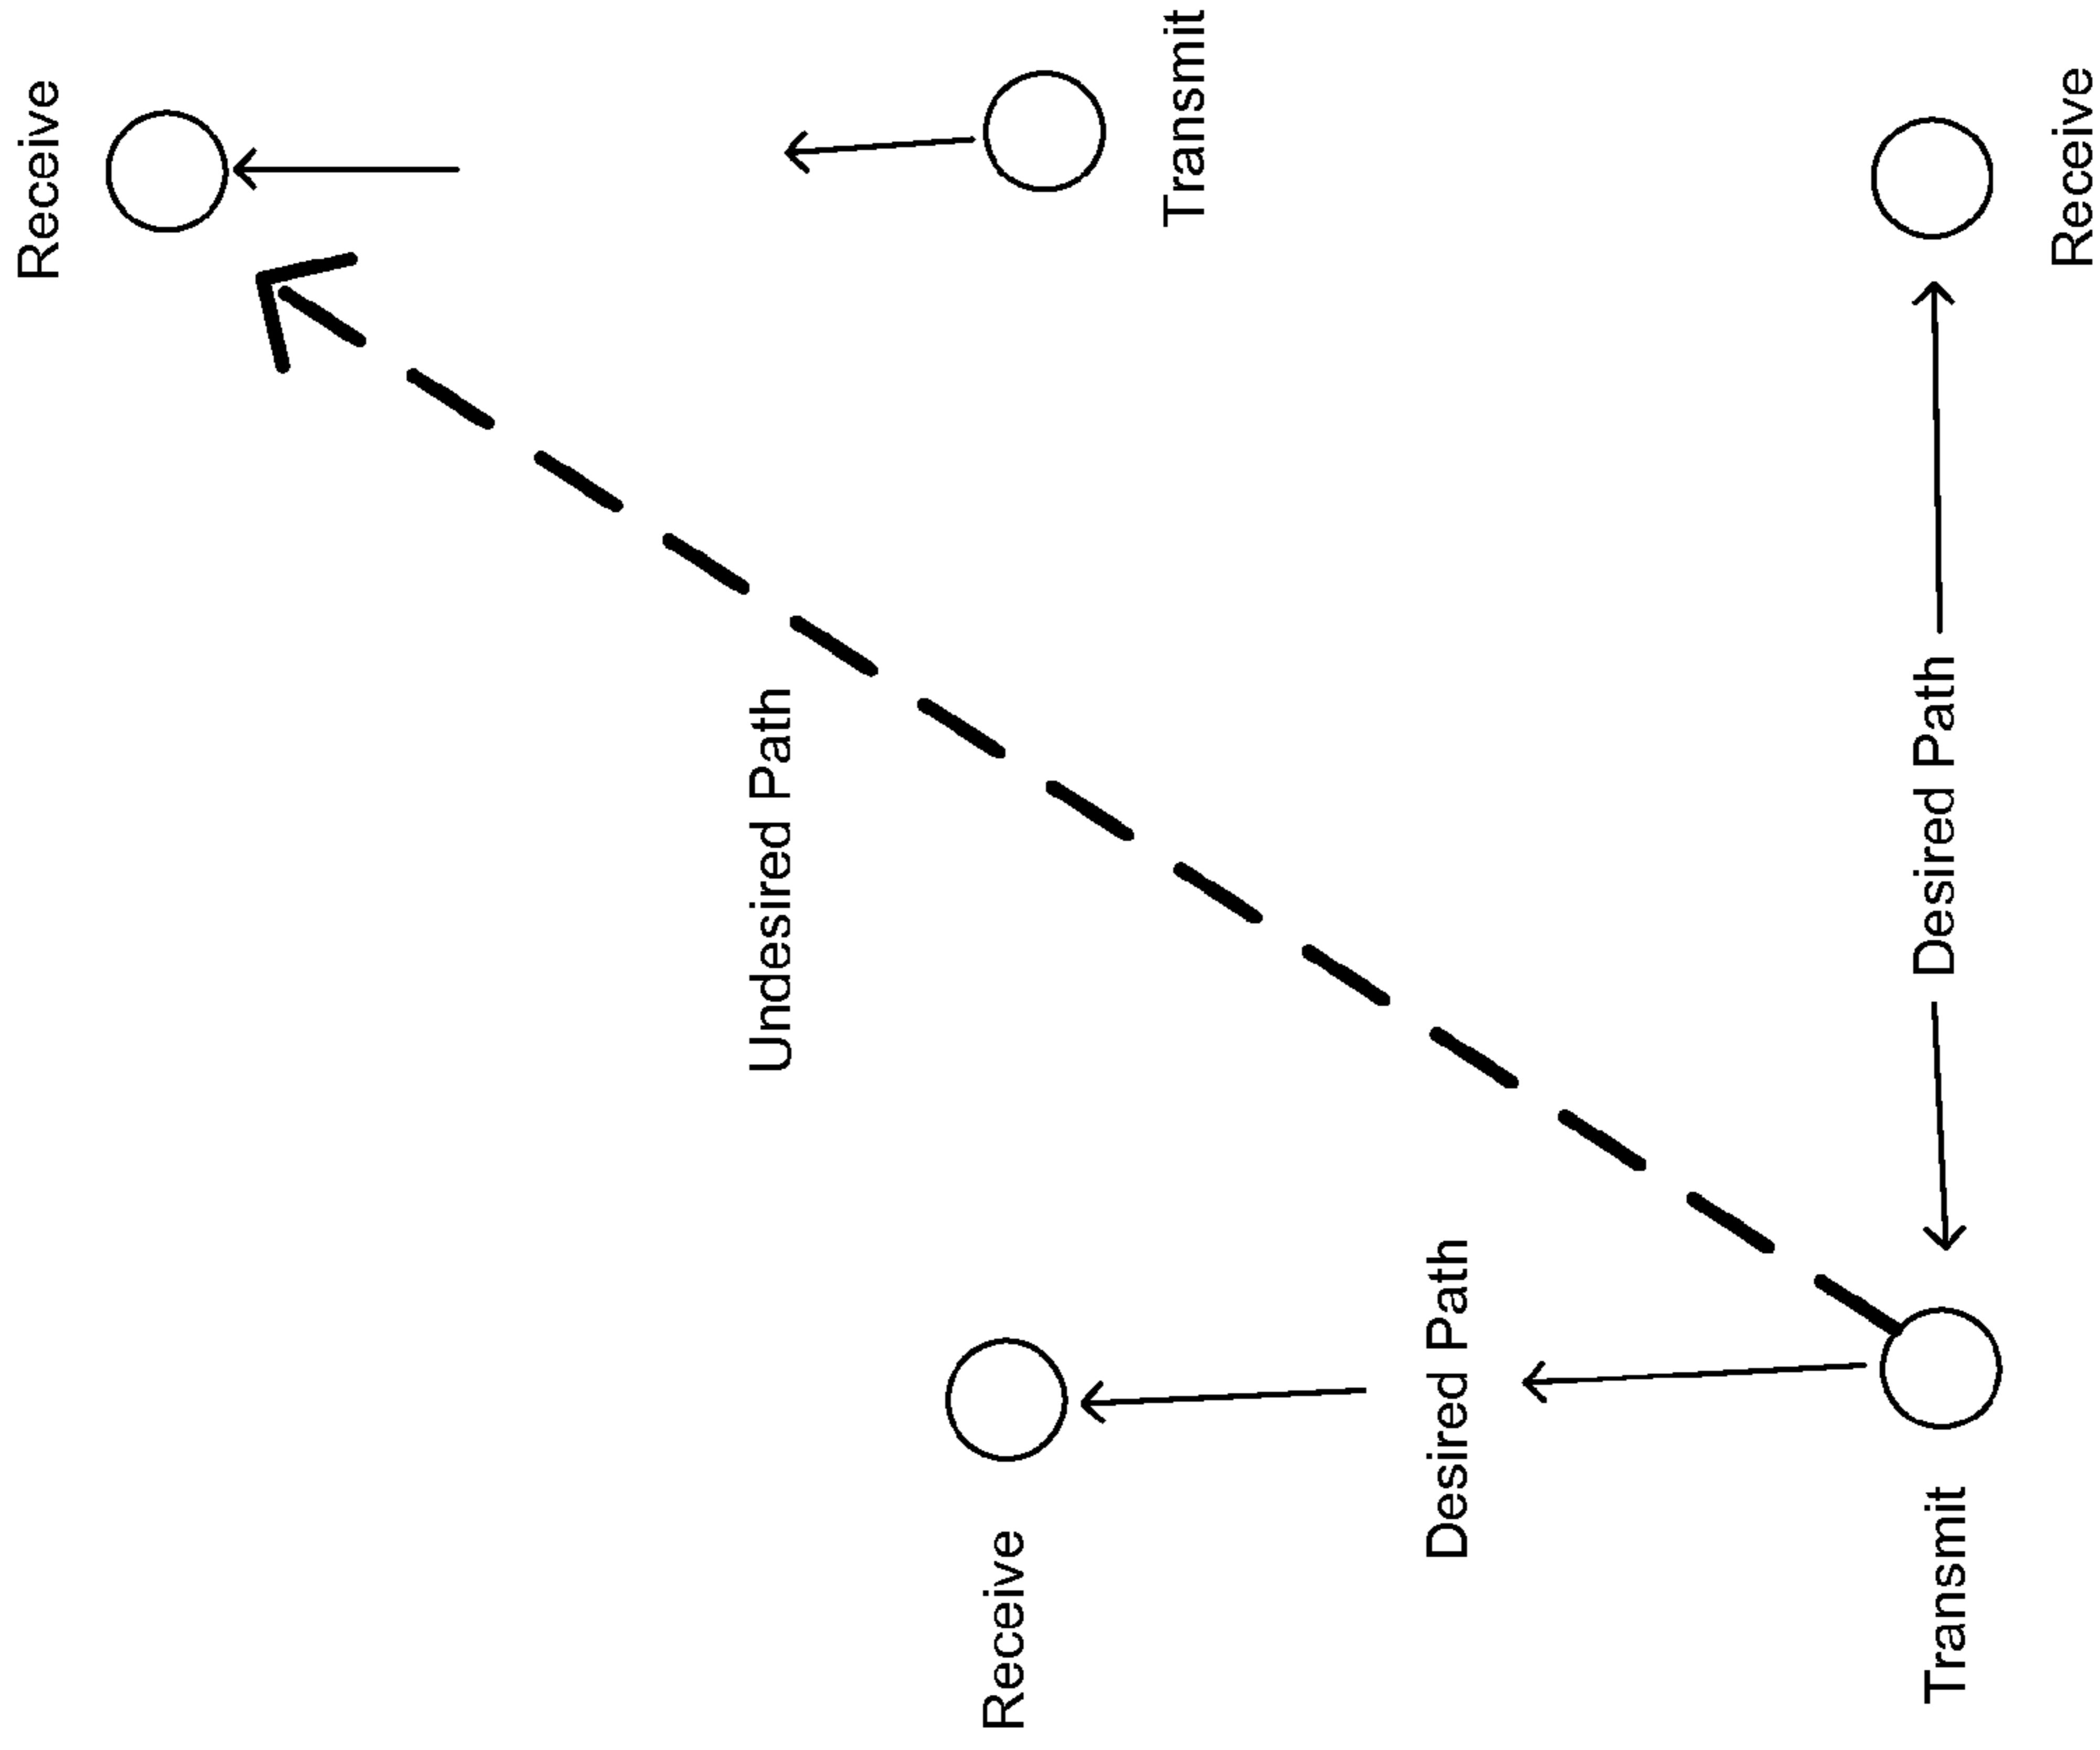 Receive
Undesired Path
Receive
Transmit
Desired Path
Transmit
Desired Path
Receive